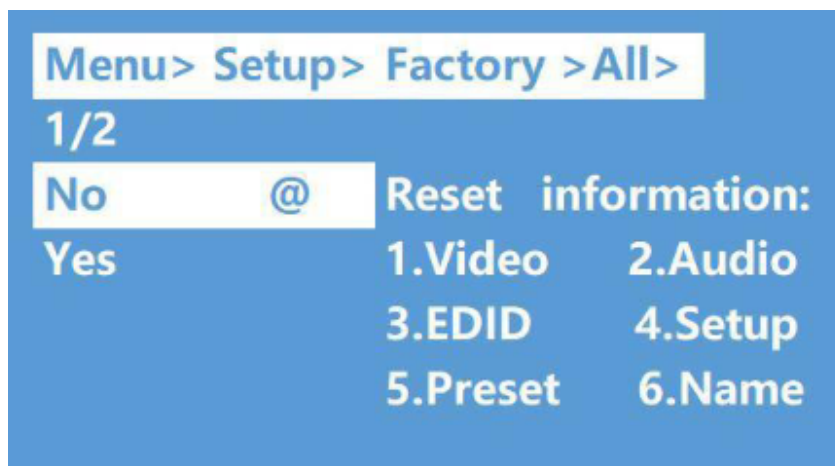 Menu> Setup> Factory >All>
1/2
No @ Reset information:
Yes 1.Video 2.Audio
3.EDID 4.Setup
5.Preset 6.Name